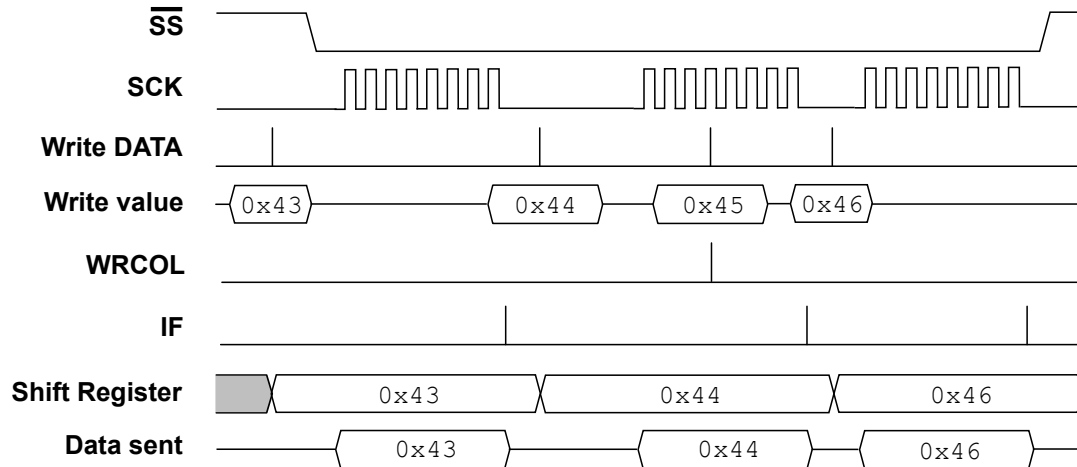 SS
SCK
Write DATA
Write value 0x43 0x44 0x45 0x46
WRCOL
IF
Shift Register 0x43 0x44 0x46
Data sent 0x43 0x44 0x46